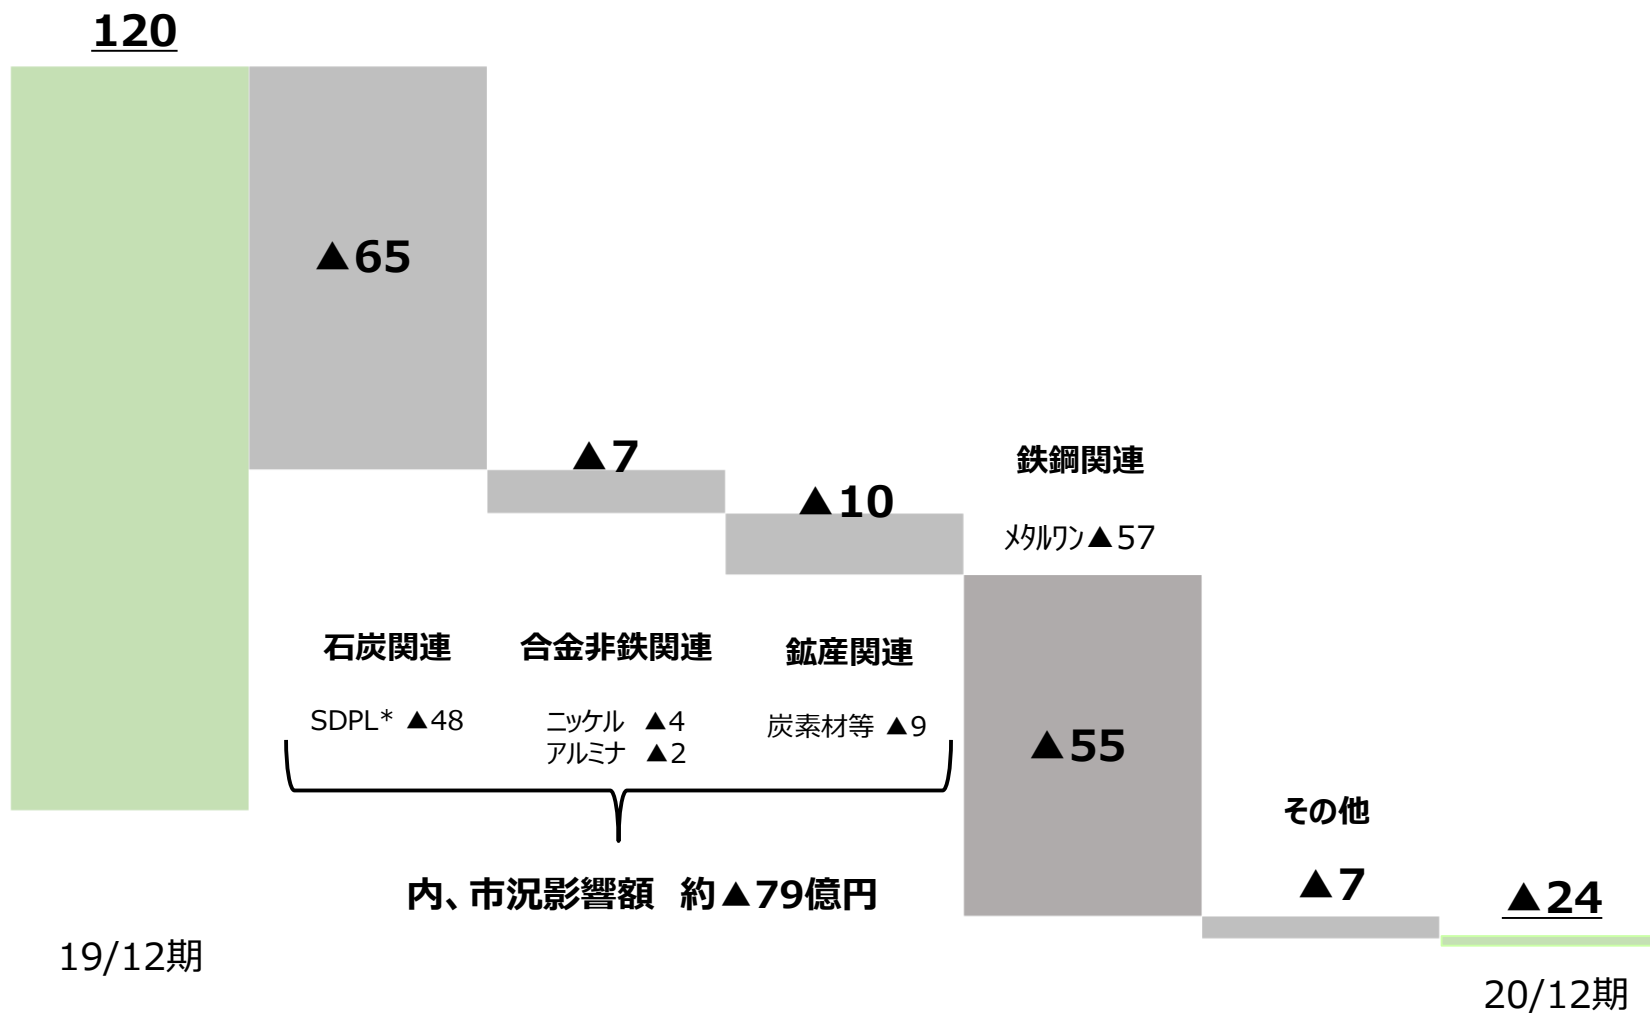 120
▲65
▲7
▲10
鉄鋼関連
メタルワン▲57
石炭関連
SDPL* ▲48
合金非鉄関連
ニッケル ▲4
アルミナ ▲2
鉱産関連
炭素材等 ▲9
▲55
その他
▲7
▲24
内、市況影響額 約▲79億円
19/12期
20/12期